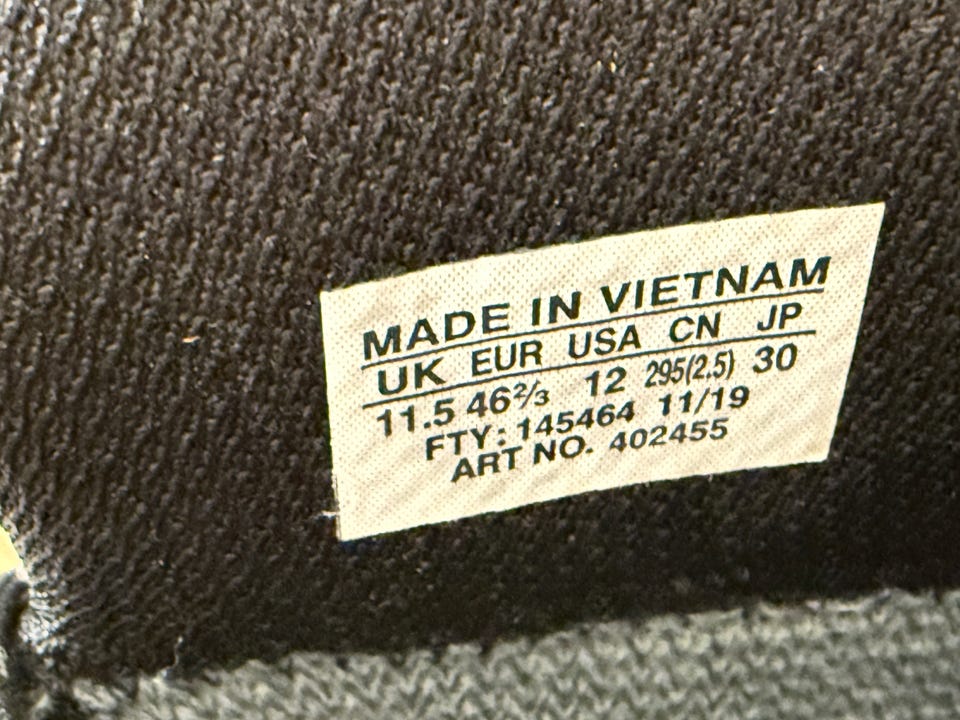 MADE IN VIETNAM
UK EUR USA CN JP
11.5 46⅔ 12 295(2.5) 30
FTY: 145464 11/19
ART NO. 402455